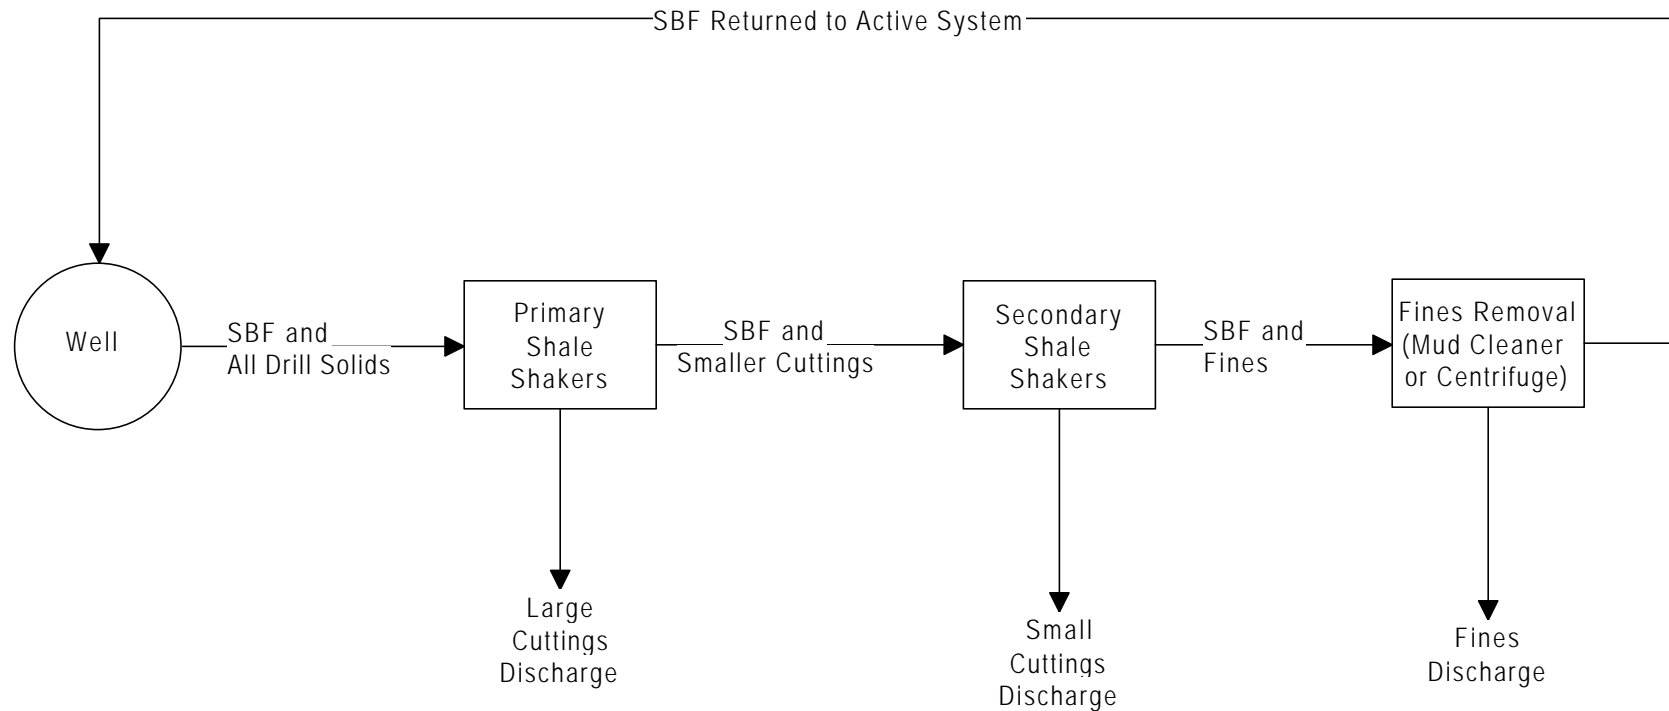 SBF Returned to Active System
Well
SBF and
All Drill Solids
Primary
Shale
Shakers
SBF and
Smaller Cuttings
Secondary
Shale
Shakers
SBF and
Fines
Fines Removal
(Mud Cleaner
or Centrifuge)
Large
Cuttings
Discharge
Small
Cuttings
Discharge
Fines
Discharge